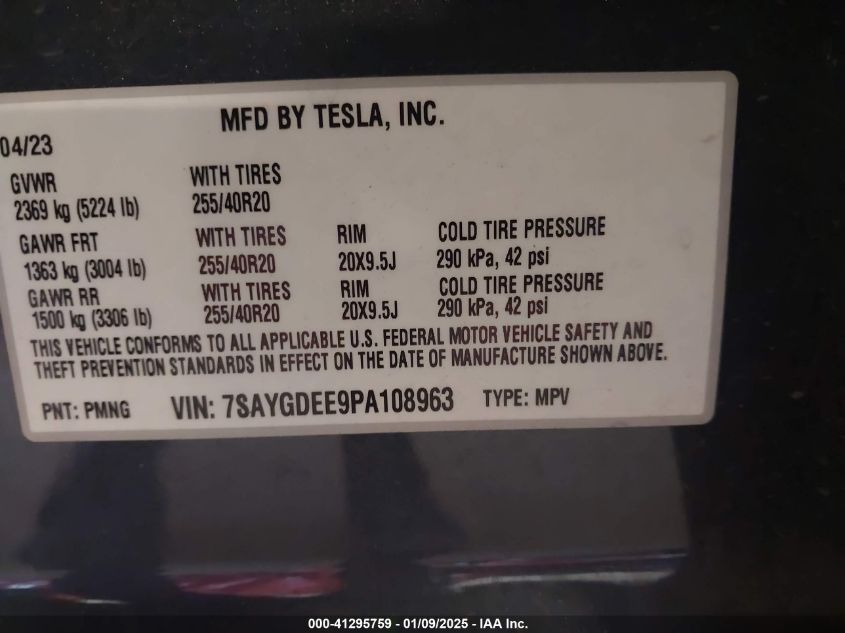 MFD BY TESLA, INC.
04/23
GVWR WITH TIRES
2369 kg (5224 lb) 255/40R20
GAWR FRT WITH TIRES RIM COLD TIRE PRESSURE
1363 kg (3004 lb) 255/40R20 20X9.5J 290 kPa, 42 psi
GAWR RR WITH TIRES RIM COLD TIRE PRESSURE
1500 kg (3306 lb) 255/40R20 20X9.5J 290 kPa, 42 psi
THIS VEHICLE CONFORMS TO ALL APPLICABLE U.S. FEDERAL MOTOR VEHICLE SAFETY AND
THEFT PREVENTION STANDARDS IN EFFECT ON THE DATE OF MANUFACTURE SHOWN ABOVE.
PNT: PMNG VIN: 7SAYGDEE9PA108963 TYPE: MPV
000-41295759 - 01/09/2025 - IAA Inc.